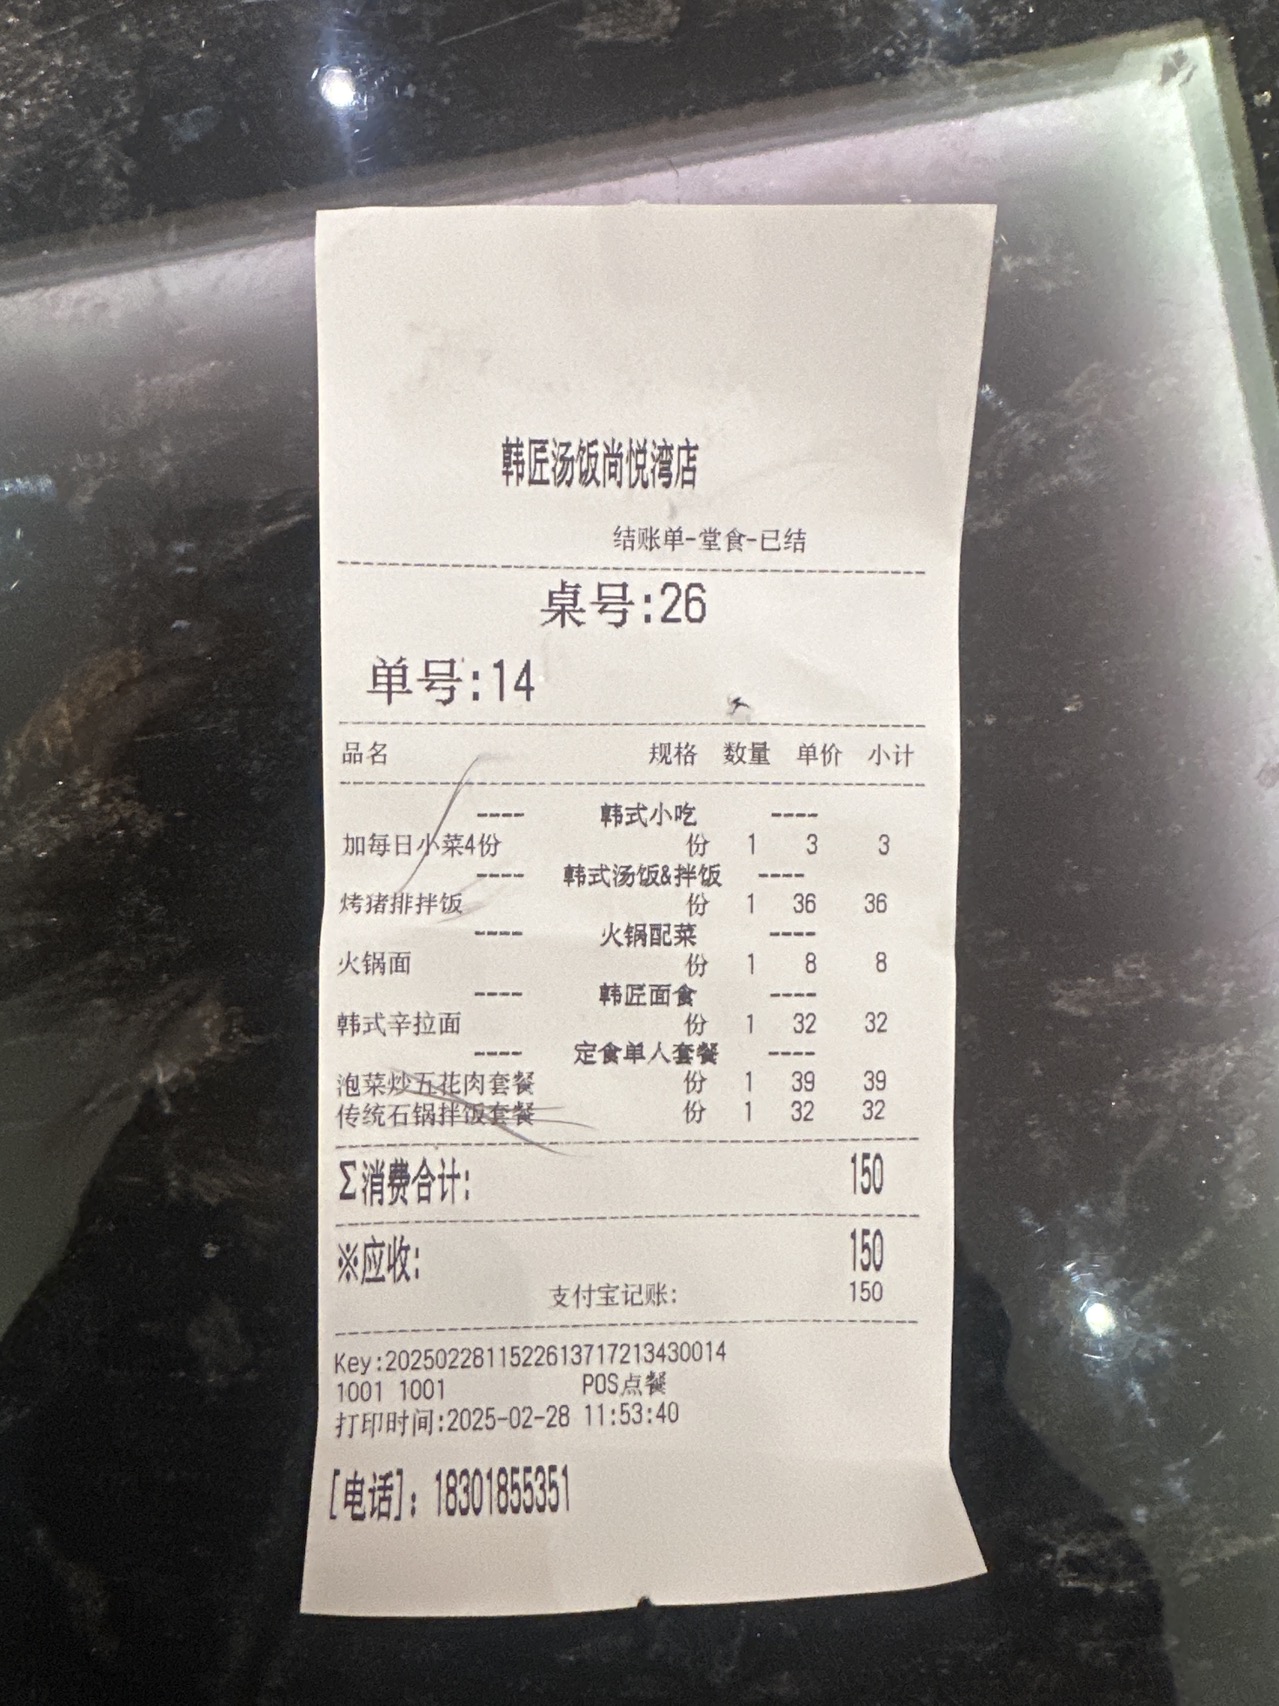 韩匠汤饭尚悦湾店
结账单-堂食-已结
桌号:26
单号:14
品名 规格 数量 单价 小计
---- 韩式小吃 ----
加每日小菜4份 份 1 3 3
---- 韩式汤饭&拌饭 ----
烤猪排拌饭 份 1 36 36
---- 火锅配菜 ----
火锅面 份 1 8 8
---- 韩匠面食 ----
韩式辛拉面 份 1 32 32
---- 定食单人套餐 ----
泡菜炒五花肉套餐 份 1 39 39
传统石锅拌饭套餐 份 1 32 32
Σ消费合计: 150
※应收: 150
支付宝记账: 150
Key:2025022811522613717213430014
1001 1001 POS点餐
打印时间:2025-02-28 11:53:40
[电话]: 18301855351